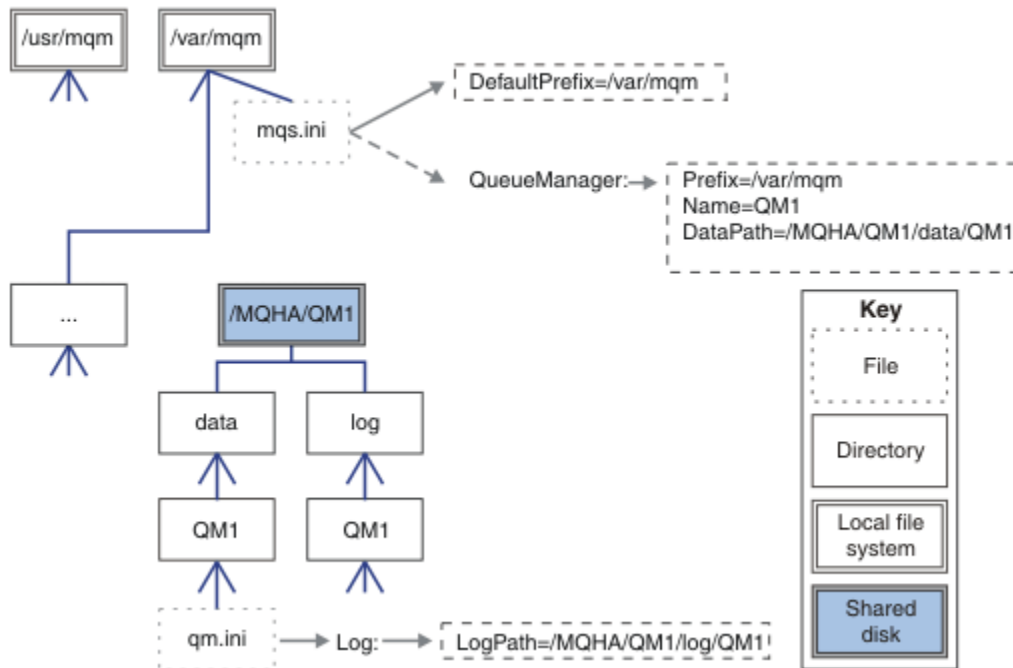 /usr/mqm
/var/mqm
mqs.ini
DefaultPrefix=/var/mqm
QueueManager:
Prefix=/var/mqm
Name=QM1
DataPath=/MQHA/QM1/data/QM1
...
/MQHA/QM1
data
log
QM1
QM1
qm.ini
Log:
LogPath=/MQHA/QM1/log/QM1
Key
File
Directory
Local file
system
Shared
disk